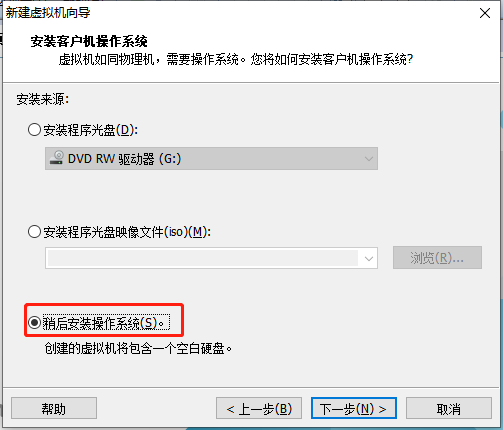 新建虚拟机向导
安装客户机操作系统
虚拟机如同物理机，需要操作系统。您将如何安装客户机操作系统?
安装来源:
安装程序光盘(D):
DVD RW 驱动器 (G:)
安装程序光盘映像文件(iso)(M):
浏览(R)...
稍后安装操作系统(S)。
创建的虚拟机将包含一个空白硬盘。
帮助
< 上一步(B)
下一步(N) >
取消